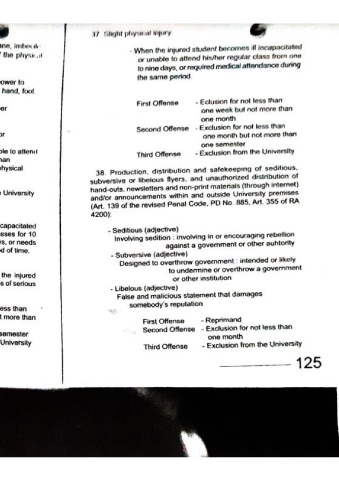 ane,
the physical
ower to
hand, foot
er
or
ble to attend
han
physical
University
capacitated
sses for 10
ys, or needs
d of time.
the injured
s of serious
ess than
t more than
semester
University
37 Slight physical injury
- When the injured student becomes ill incapacitated
or unable to attend his/her regular class from one
to nine days, or required medical attendance during
the same period.
First Offense - Eclusion for not less than
one week but not more than
one month
Second Offense - Exclusion for not less than
one month but not more than
one semester
Third Offense - Exclusion from the University
38. Production, distribution and safekeeping of seditious,
subversive or libelous flyers, and unauthorized distribution of
hand-outs, newsletters and non-print materials (through internet)
and/or announcements within and outside University premises
(Art. 139 of the revised Penal Code, PD No. 885, Art. 355 of RA
4200):
- Seditious (adjective)
Involving sedition : involving in or encouraging rebellion
against a government or other auhtority
- Subversive (adjective)
Designed to overthrow government : intended or likely
to undermine or overthrow a government
or other institution
- Libelous (adjective)
False and malicious statement that damages
somebody's reputation
First Offense - Reprimand
Second Offense - Exclusion for not less than
one month
Third Offense - Exclusion from the University
125